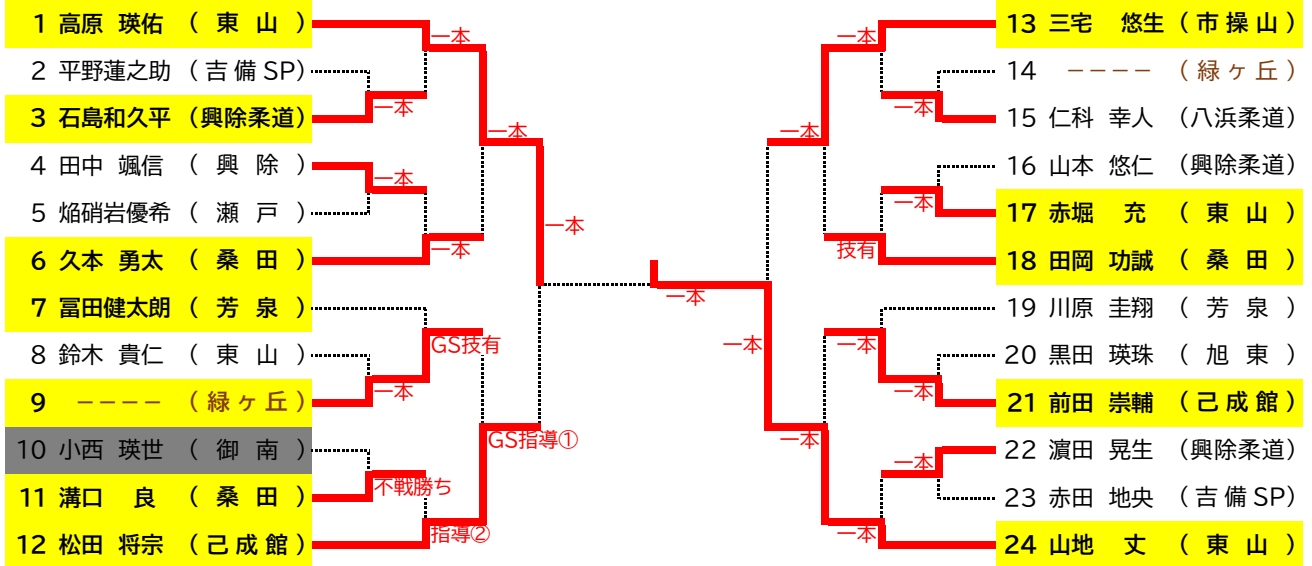 1 高原 瑛佑 （ 東 山 ）
2 平野蓮之助 （ 吉 備 SP）
3 石島和久平 （興除柔道）
4 田中 颯信 （ 興 除 ）
5 焔硝岩優希 （ 瀬 戸 ）
6 久本 勇太 （ 桑 田 ）
7 冨田健太朗 （ 芳 泉 ）
8 鈴木 貴仁 （ 東 山 ）
9 －－－－ （ 緑 ヶ 丘 ）
10 小西 瑛世 （ 御 南 ）
11 溝口 良 （ 桑 田 ）
12 松田 将宗 （ 己 成 館 ）
一本
一本
一本
一本
一本
一本
GS技有
一本
GS指導①
不戦勝ち
指導②
一本
一本
一本
一本
一本
技有
一本
一本
一本
一本
一本
一本
13 三宅 悠生 （ 市 操 山 ）
14 －－－－ （ 緑 ヶ 丘 ）
15 仁科 幸人 （八浜柔道）
16 山本 悠仁 （興除柔道）
17 赤堀 充 （ 東 山 ）
18 田岡 功誠 （ 桑 田 ）
19 川原 圭翔 （ 芳 泉 ）
20 黒田 瑛珠 （ 旭 東 ）
21 前田 崇輔 （ 己 成 館 ）
22 濵田 晃生 （興除柔道）
23 赤田 地央 （ 吉 備 SP）
24 山地 丈 （ 東 山 ）